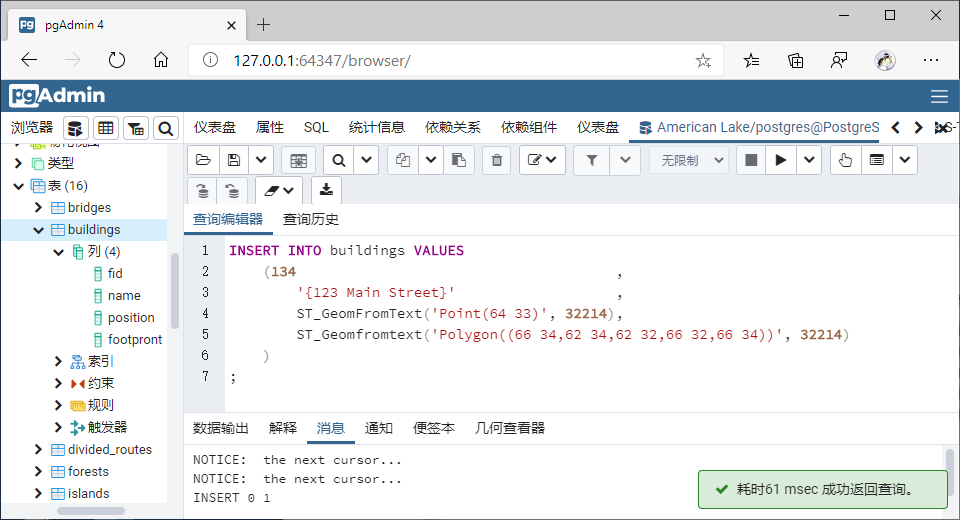 pgAdmin 4
127.0.0.1:64347/browser/
pgAdmin
浏览器
仪表盘 属性 SQL 统计信息 依赖关系 依赖组件 仪表盘 American Lake/postgres@PostgreS
类型
表 (16)
bridges
buildings
列 (4)
fid
name
position
footpront
索引
约束
规则
触发器
divided_routes
forests
islands
无限制
查询编辑器 查询历史
1 INSERT INTO buildings VALUES
2 (134 ,
3 '{123 Main Street}' ,
4 ST_GeomFromText('Point(64 33)', 32214),
5 ST_Geomfromtext('Polygon((66 34,62 34,62 32,66 32,66 34))', 32214)
6 )
7 ;
数据输出 解释 消息 通知 便签本 几何查看器
NOTICE: the next cursor...
NOTICE: the next cursor...
INSERT 0 1
耗时61 msec 成功返回查询。